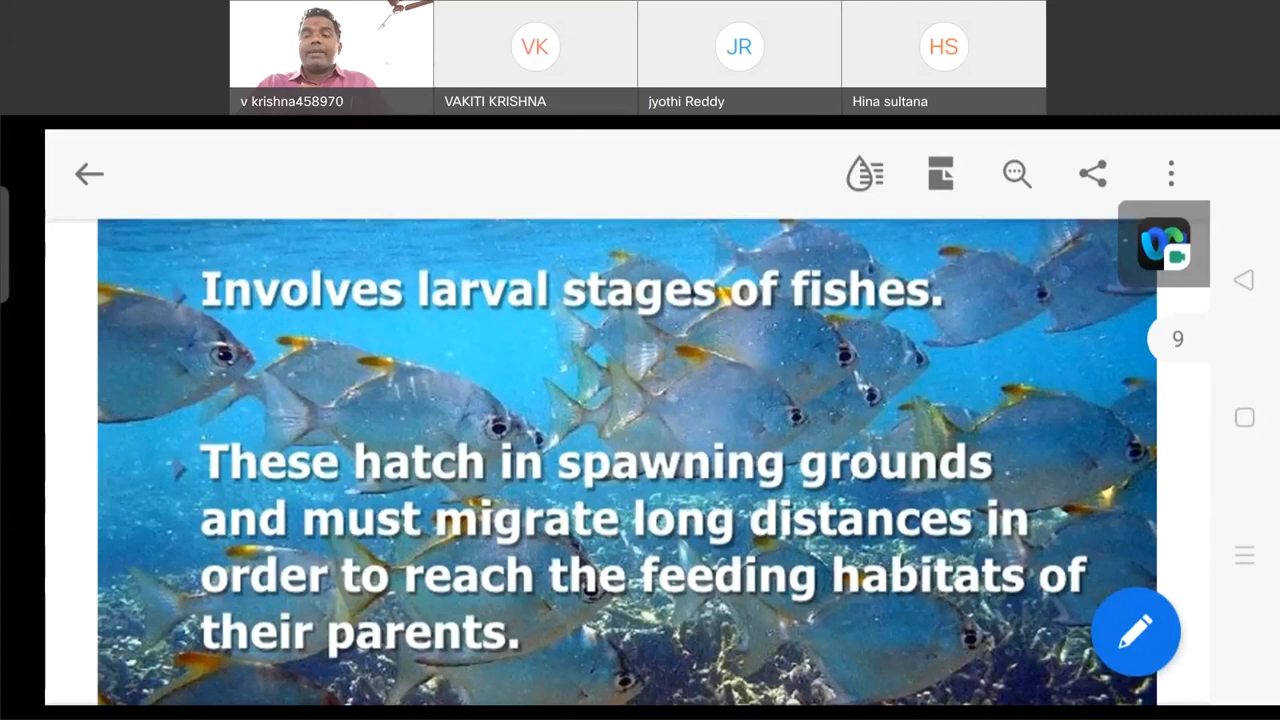 VK
JR
HS
v krishna458970
VAKITI KRISHNA
jyothi Reddy
Hina sultana
Involves larval stages of fishes.
9
These hatch in spawning grounds
and must migrate long distances in
order to reach the feeding habitats of
their parents.